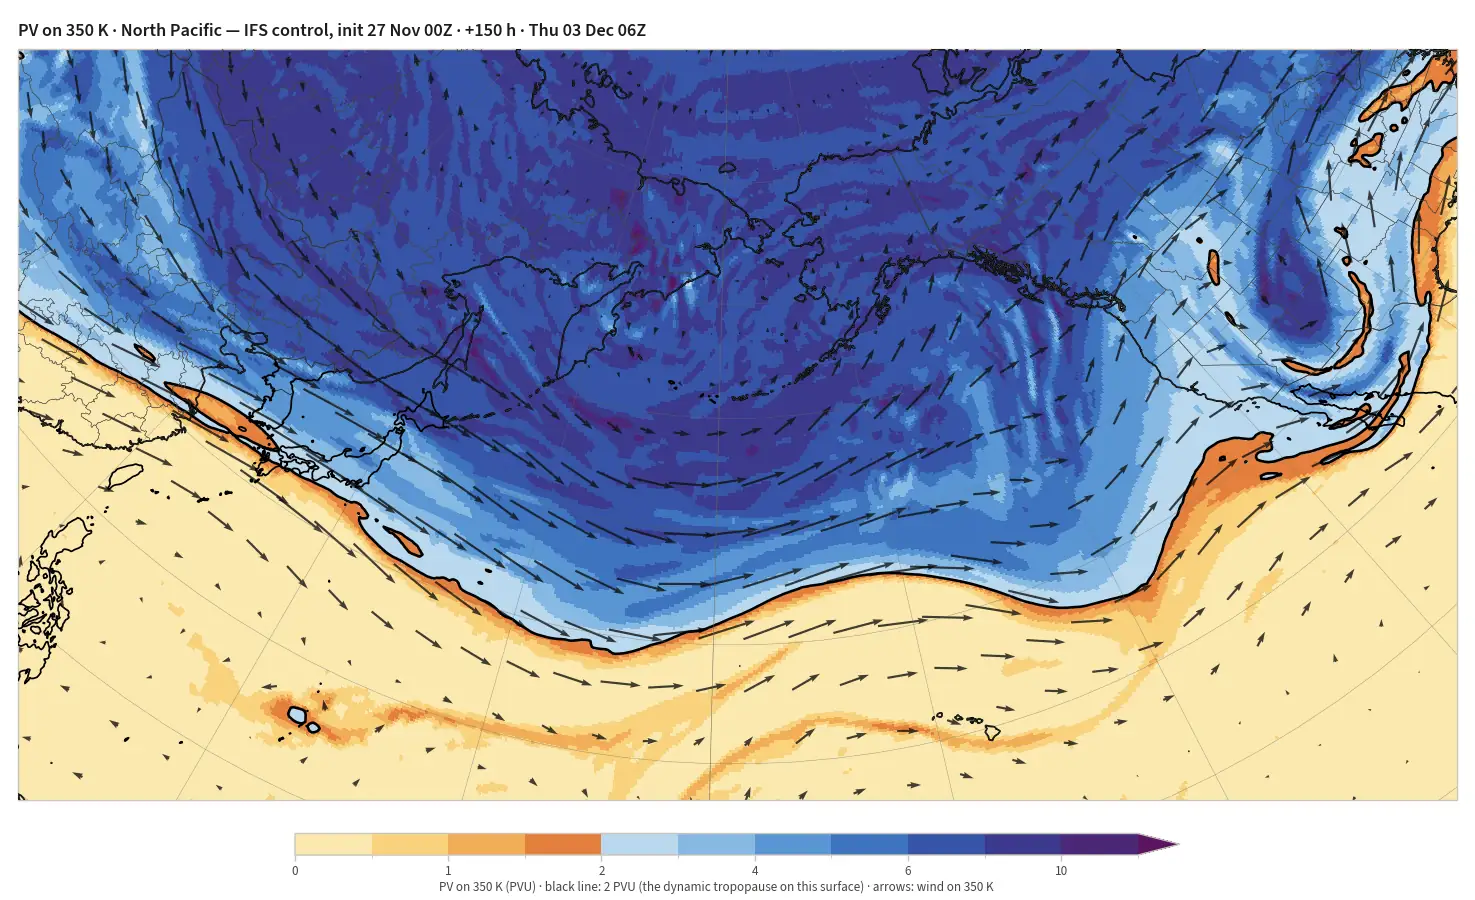 PV on 350 K · North Pacific — IFS control, init 27 Nov 00Z · +150 h · Thu 03 Dec 06Z
0 1 2 4 6 10
PV on 350 K (PVU) · black line: 2 PVU (the dynamic tropopause on this surface) · arrows: wind on 350 K